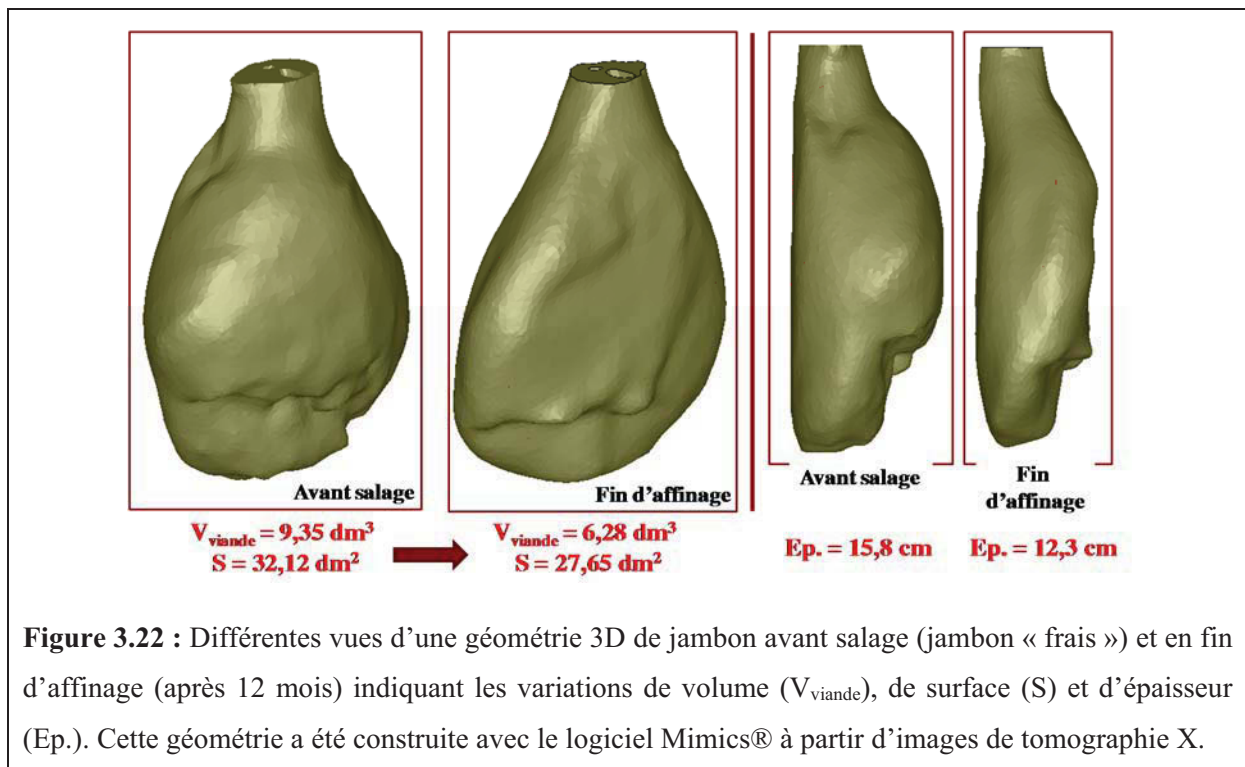 Avant salage
Fin d'affinage
V_viande = 9,35 dm³
S = 32,12 dm²
V_viande = 6,28 dm³
S = 27,65 dm²
Avant salage
Fin
d'affinage
Ep. = 15,8 cm
Ep. = 12,3 cm
Figure 3.22 : Différentes vues d’une géométrie 3D de jambon avant salage (jambon « frais ») et en fin
d’affinage (après 12 mois) indiquant les variations de volume (V_viande), de surface (S) et d’épaisseur
(Ep.). Cette géométrie a été construite avec le logiciel Mimics® à partir d’images de tomographie X.